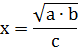 x = √(a · b) / c